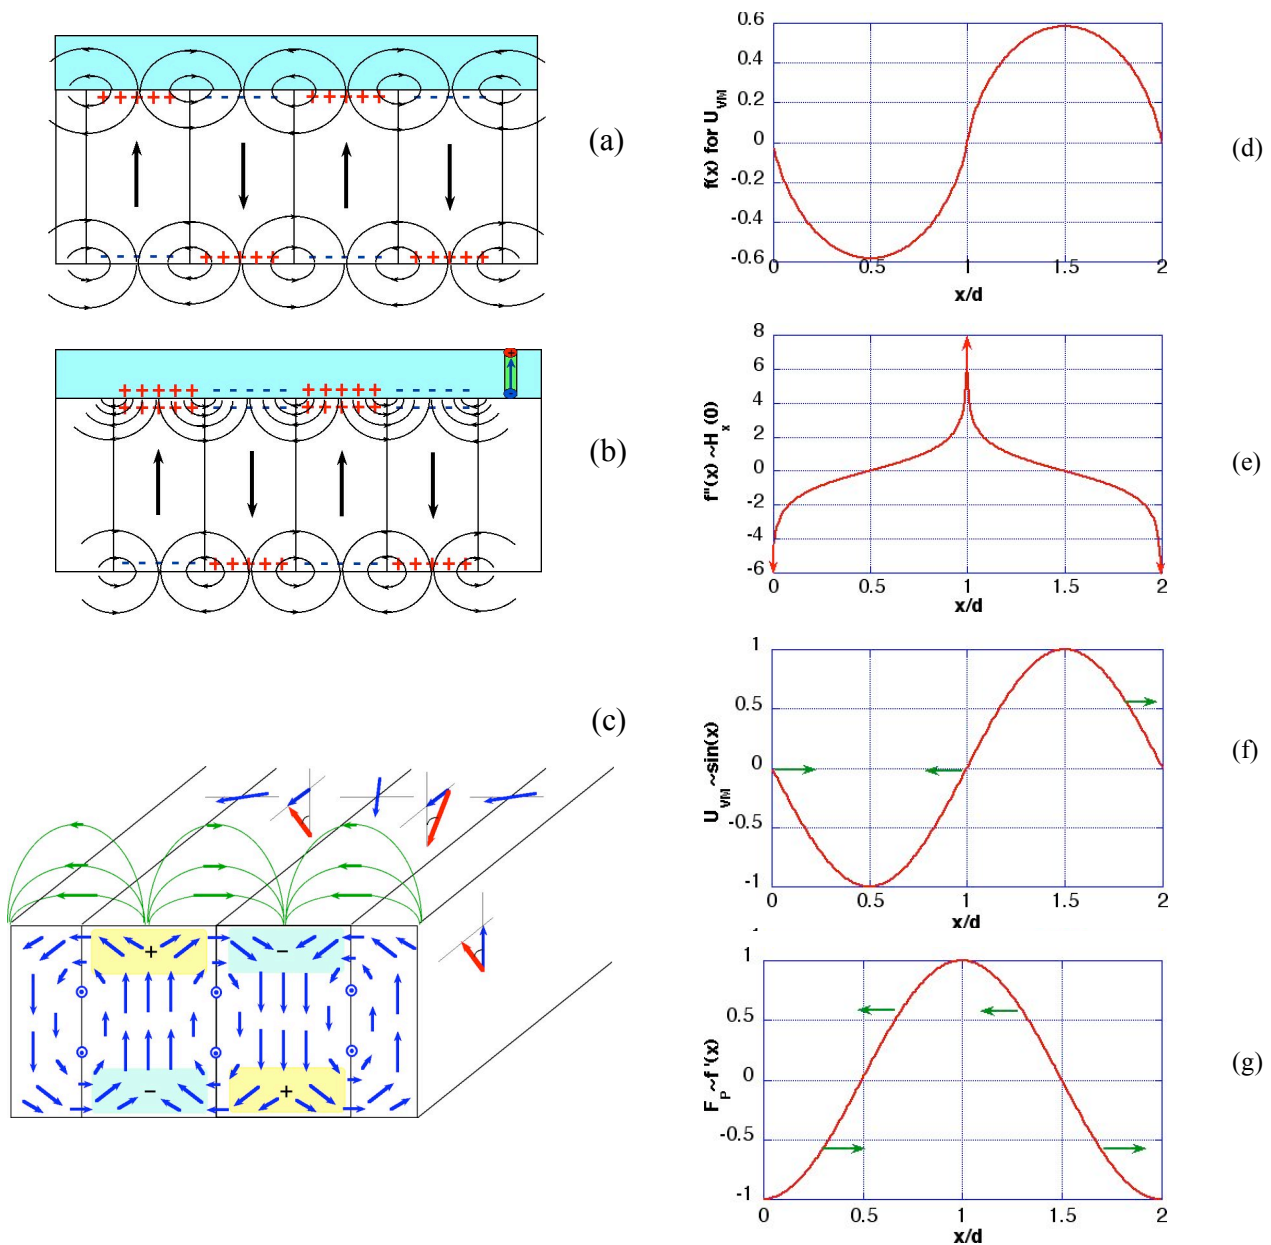 + + + + + - - - - - + + + + + - - - - -
(a)
- - - - - + + + + + - - - - - + + + + +
+ + + + + - - - - - + + + + + - - - - -
+ + + + + - - - - - + + + + + - - - - -
(b)
- - - - - + + + + + - - - - - + + + + +
(c)
+ -
- +
0.6
0.4
0.2
0
-0.2
-0.4
-0.6
f(x) for U_VM
0 0.5 1 1.5 2
x/d
(d)
8
6
4
2
0
-2
-4
-6
f"(x) ~H_x(0)
0 0.5 1 1.5 2
x/d
(e)
1
0.5
0
-0.5
-1
U_VM ~sin(x)
0 0.5 1 1.5 2
x/d
(f)
1
1
0.5
0
-0.5
-1
F_P~f'(x)
0 0.5 1 1.5 2
x/d
(g)